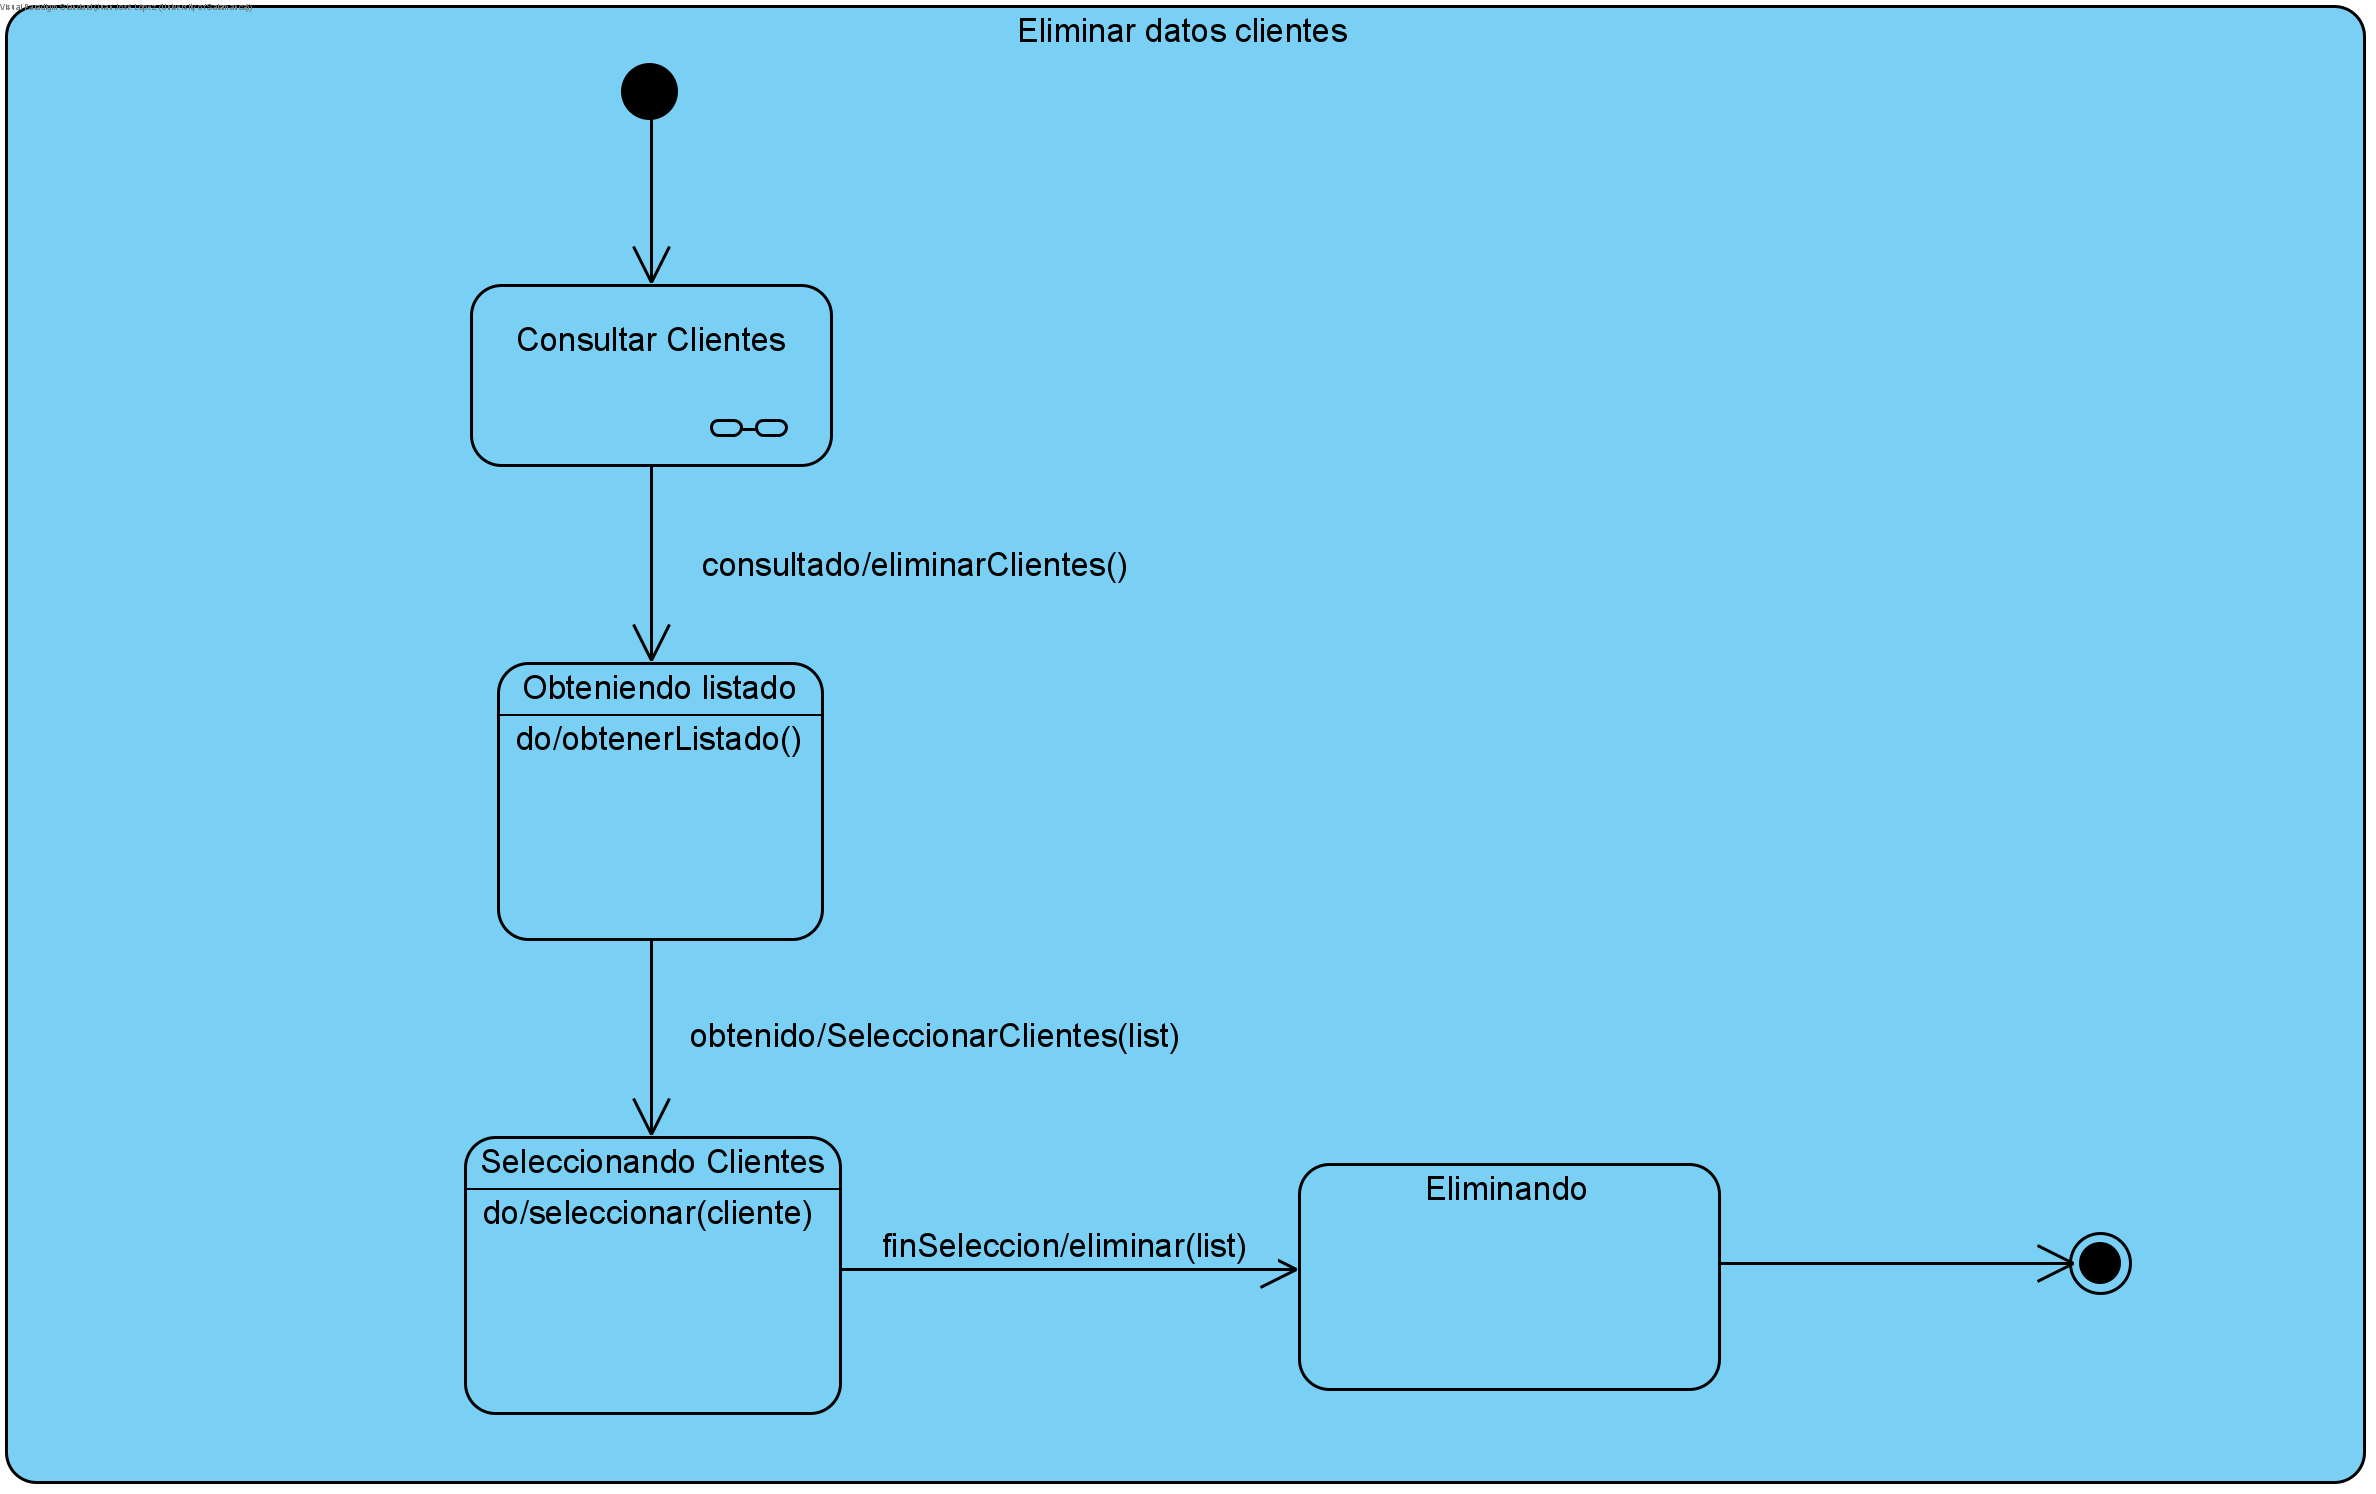 Eliminar datos clientes
Consultar Clientes
consultado/eliminarClientes()
Obteniendo listado
do/obtenerListado()
obtenido/SeleccionarClientes(list)
Seleccionando Clientes
do/seleccionar(cliente)
finSeleccion/eliminar(list)
Eliminando